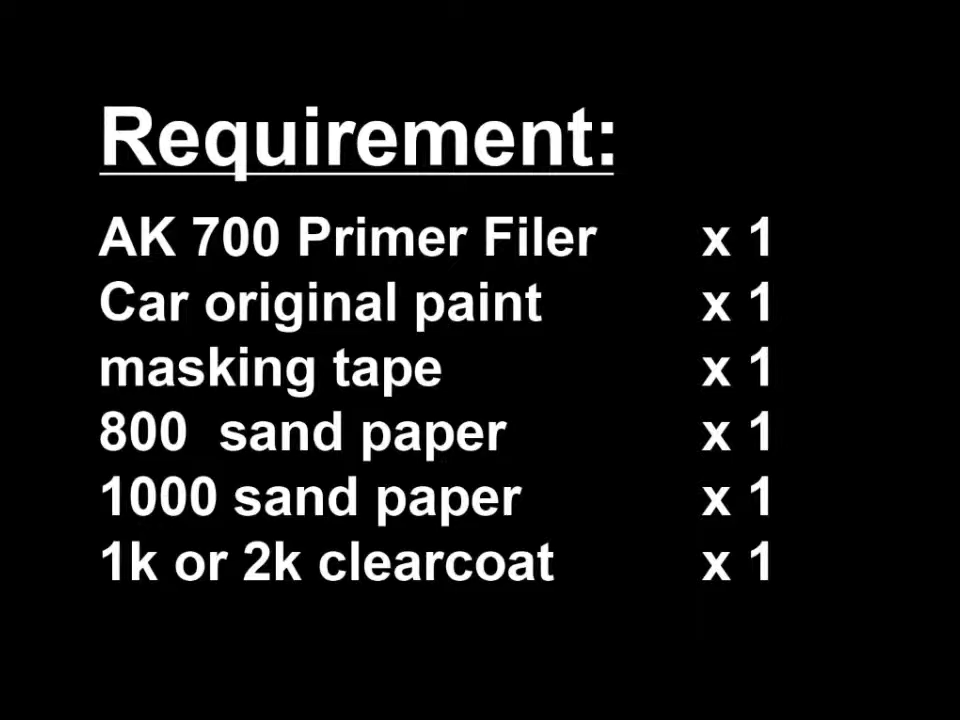 Requirement:
AK 700 Primer Filer x 1
Car original paint x 1
masking tape x 1
800 sand paper x 1
1000 sand paper x 1
1k or 2k clearcoat x 1